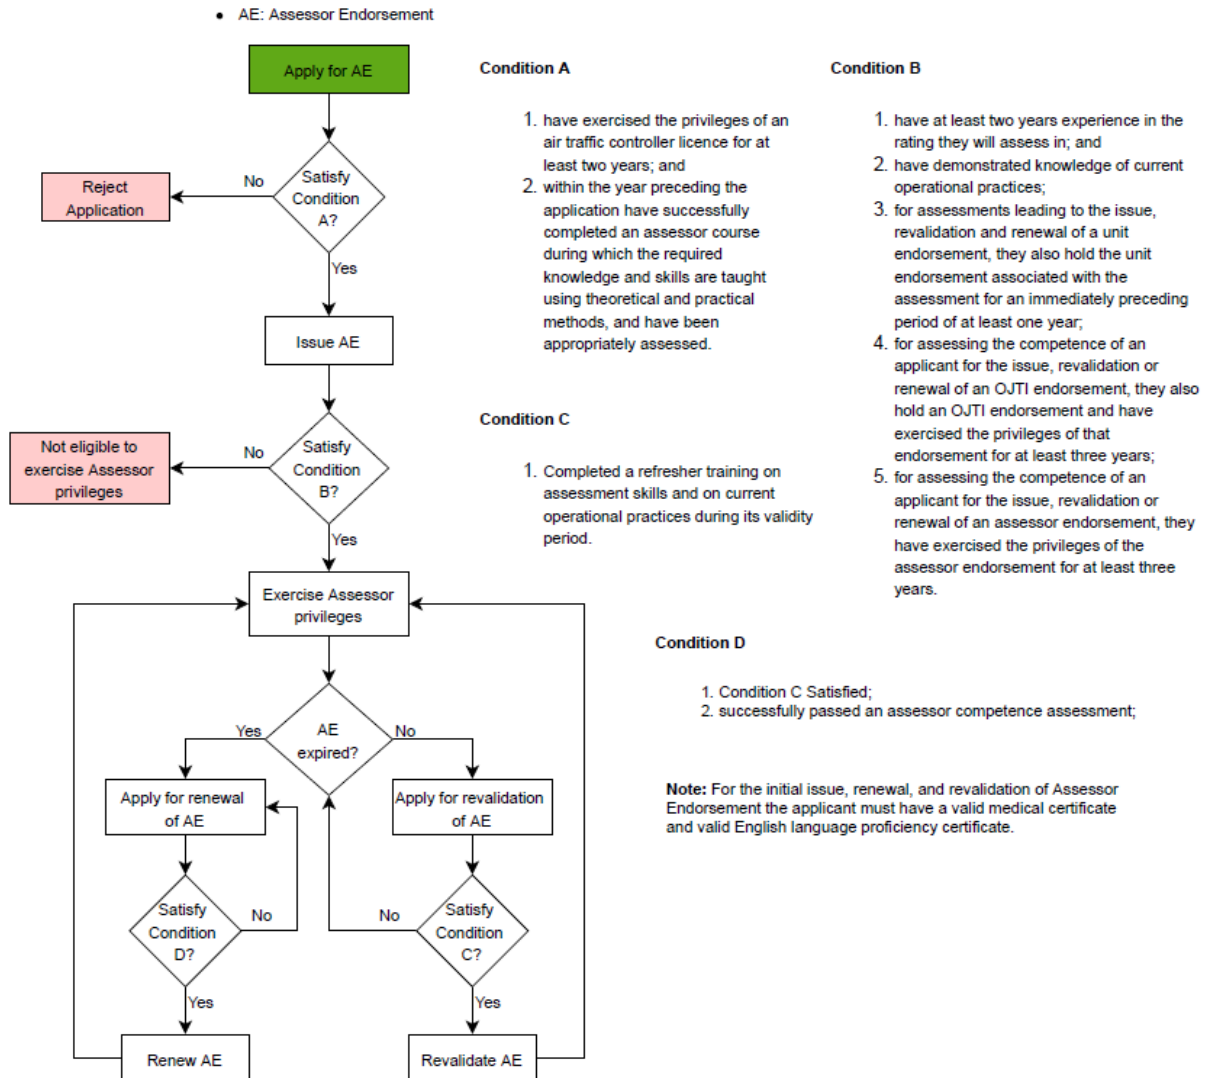 • AE: Assessor Endorsement
Apply for AE
Satisfy
Condition
A?
No
Reject
Application
Yes
Issue AE
Satisfy
Condition
B?
No
Not eligible to
exercise Assessor
privileges
Yes
Exercise Assessor
privileges
AE
expired?
Yes
No
Apply for renewal
of AE
Apply for revalidation
of AE
Satisfy
Condition
D?
No
No
Satisfy
Condition
C?
Yes
Yes
Renew AE
Revalidate AE
Condition A
1. have exercised the privileges of an
air traffic controller licence for at
least two years; and
2. within the year preceding the
application have successfully
completed an assessor course
during which the required
knowledge and skills are taught
using theoretical and practical
methods, and have been
appropriately assessed.
Condition B
1. have at least two years experience in the
rating they will assess in; and
2. have demonstrated knowledge of current
operational practices;
3. for assessments leading to the issue,
revalidation and renewal of a unit
endorsement, they also hold the unit
endorsement associated with the
assessment for an immediately preceding
period of at least one year;
4. for assessing the competence of an
applicant for the issue, revalidation or
renewal of an OJTI endorsement, they also
hold an OJTI endorsement and have
exercised the privileges of that
endorsement for at least three years;
5. for assessing the competence of an
applicant for the issue, revalidation or
renewal of an assessor endorsement, they
have exercised the privileges of the
assessor endorsement for at least three
years.
Condition C
1. Completed a refresher training on
assessment skills and on current
operational practices during its validity
period.
Condition D
1. Condition C Satisfied;
2. successfully passed an assessor competence assessment;
Note: For the initial issue, renewal, and revalidation of Assessor
Endorsement the applicant must have a valid medical certificate
and valid English language proficiency certificate.